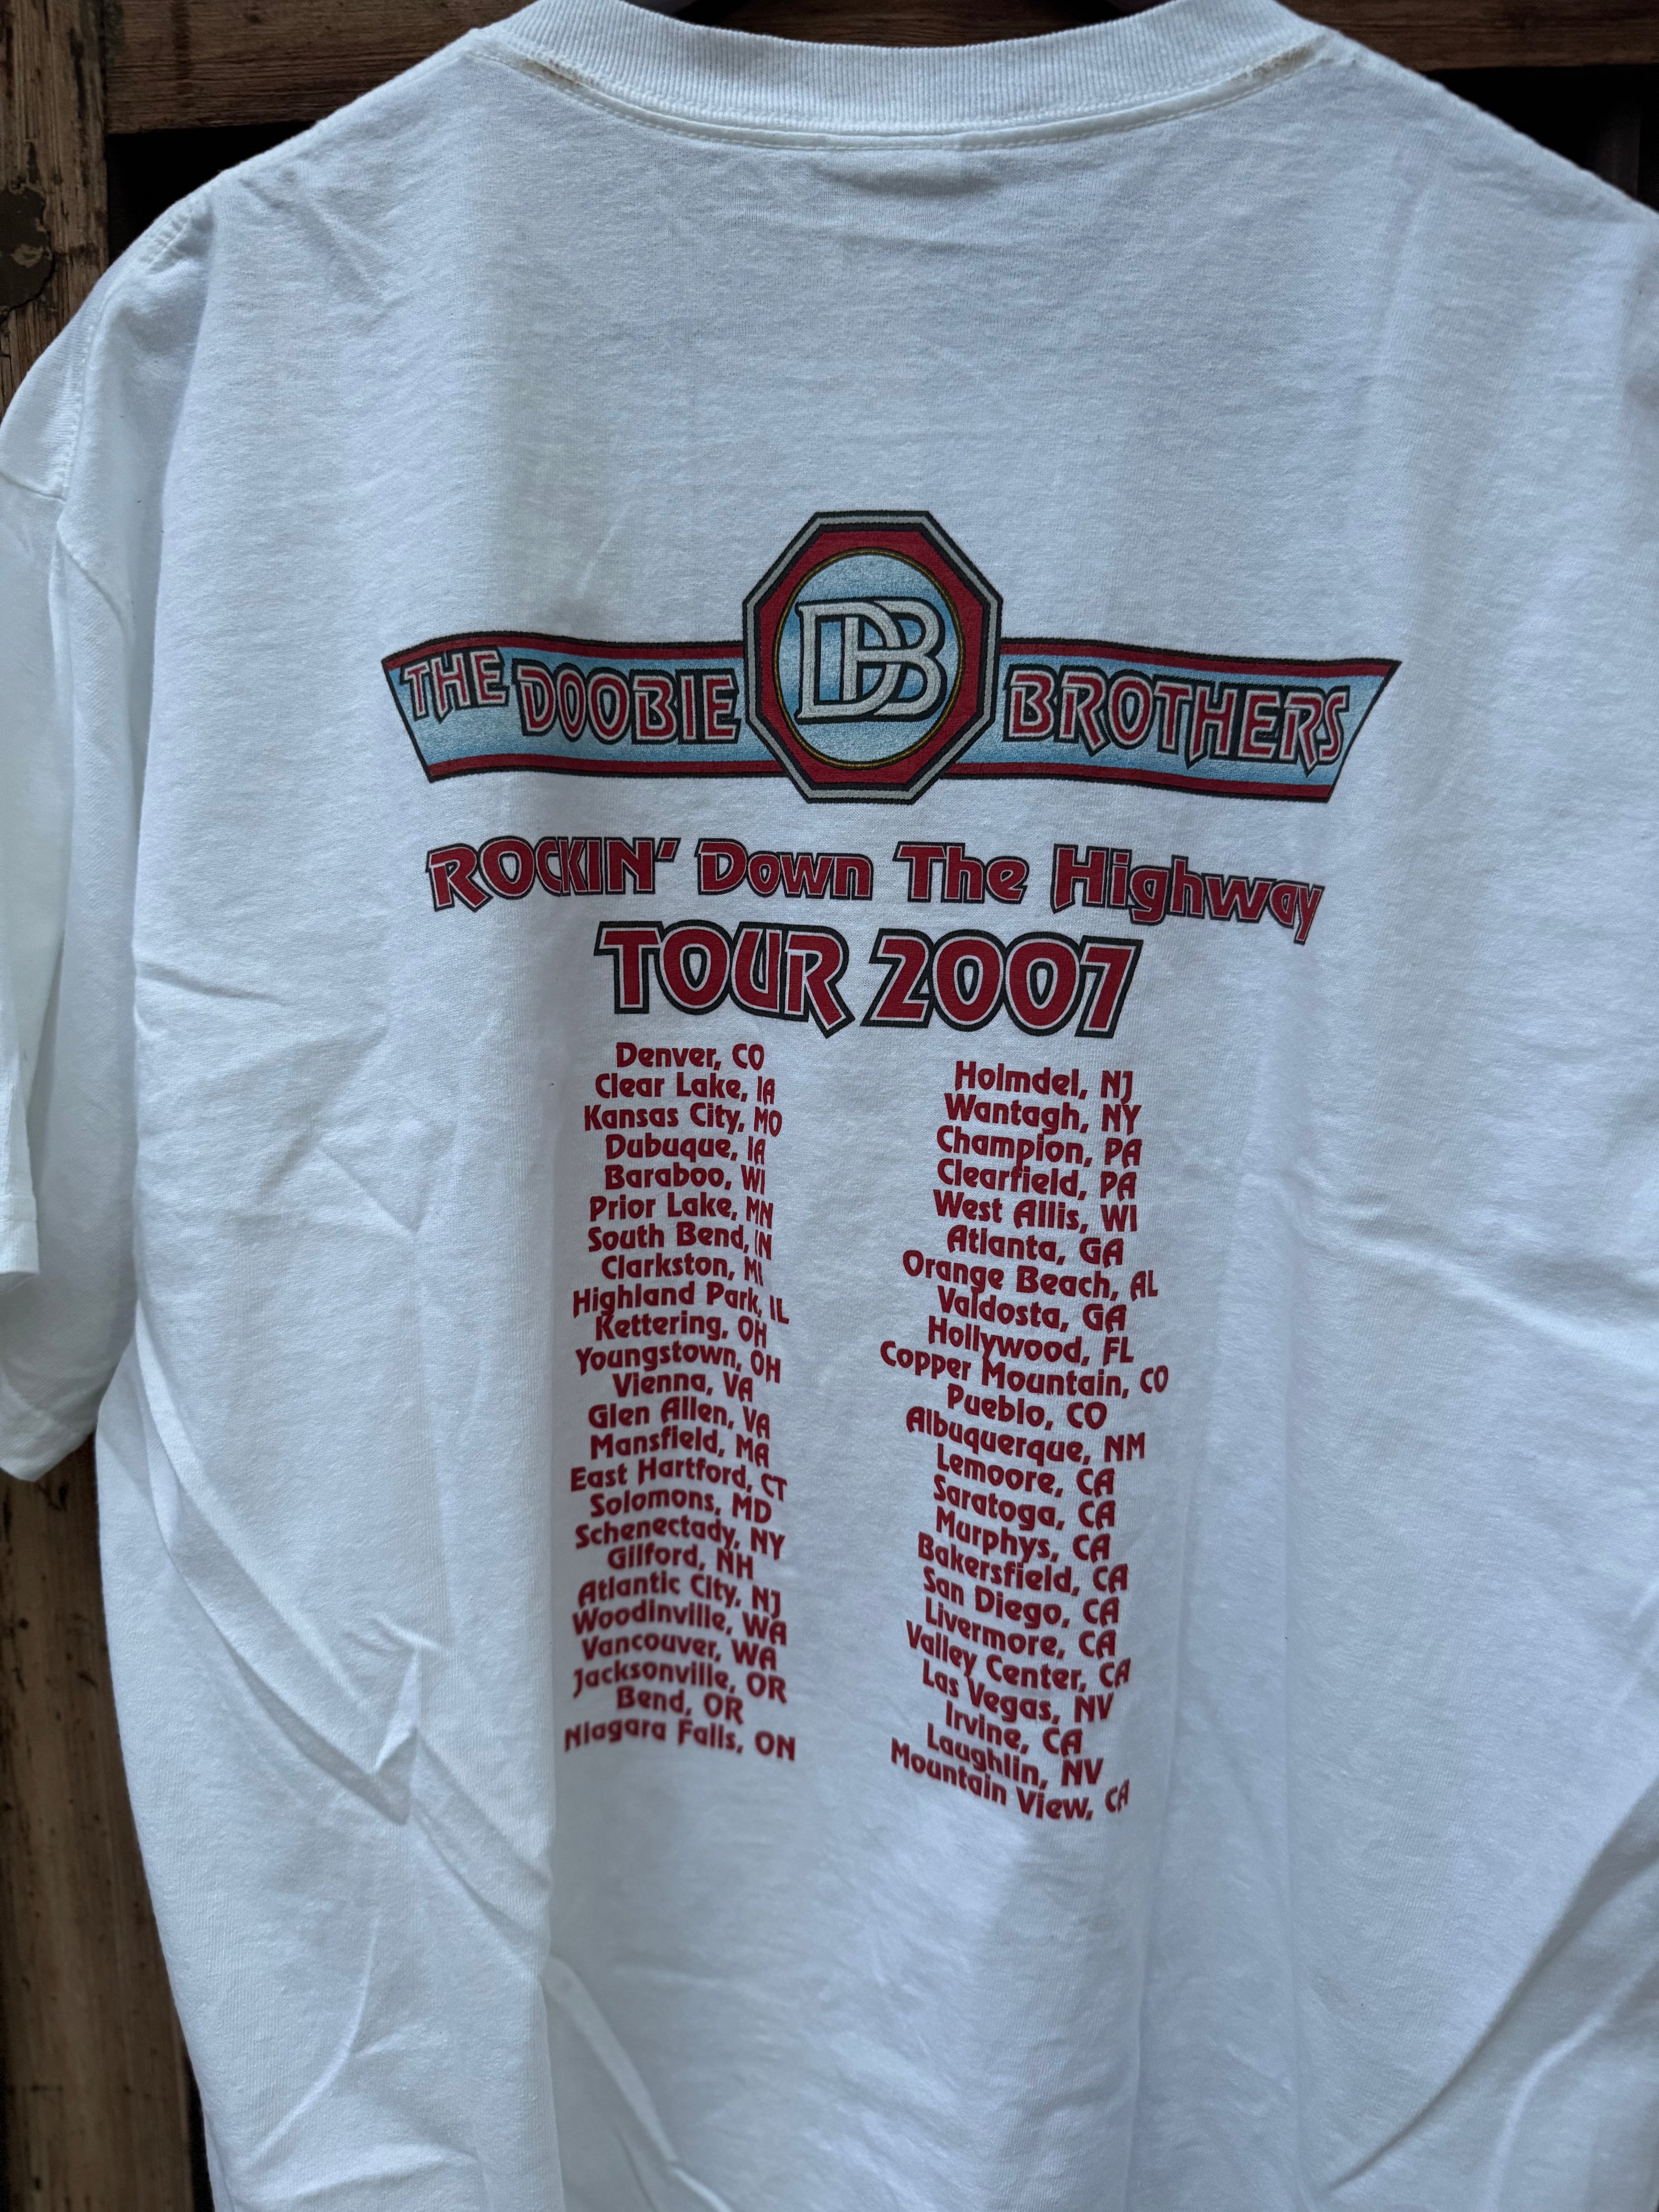 THE DOOBIE DB BROTHERS
ROCKIN' Down The Highway
TOUR 2007
Denver, CO
Clear Lake, IA
Kansas City, MO
Dubuque, IA
Baraboo, WI
Prior Lake, MN
South Bend, IN
Clarkston, MI
Highland Park, IL
Kettering, OH
Youngstown, OH
Vienna, VA
Glen Allen, VA
Mansfield, MA
East Hartford, CT
Solomons, MD
Schenectady, NY
Gilford, NH
Atlantic City, NJ
Woodinville, WA
Vancouver, WA
Jacksonville, OR
Bend, OR
Niagara Falls, ON
Holmdel, NJ
Wantagh, NY
Champion, PA
Clearfield, PA
West Allis, WI
Atlanta, GA
Orange Beach, AL
Valdosta, GA
Hollywood, FL
Copper Mountain, CO
Pueblo, CO
Albuquerque, NM
Lemoore, CA
Saratoga, CA
Murphys, CA
Bakersfield, CA
San Diego, CA
Livermore, CA
Valley Center, CA
Las Vegas, NV
Irvine, CA
Laughlin, NV
Mountain View, CA